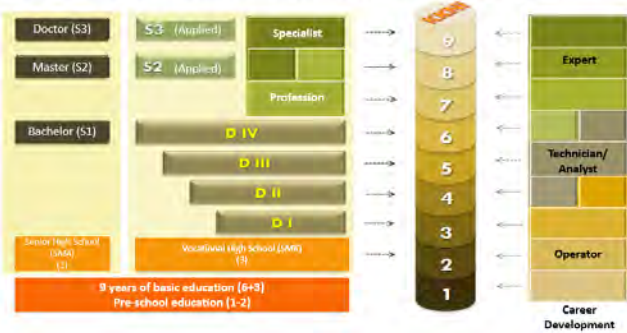 Doctor (S3)
S3 (Applied)
Specialist
Master (S2)
S2 (Applied)
Profession
Bachelor (S1)
D IV
D III
D II
D I
Senior High School
(SMA)
(3)
Vocational High School (SMK)
(3)
9 years of basic education (6+3)
Pre-school education (1-2)
KKNI
9
8
7
6
5
4
3
2
1
Expert
Technician/
Analyst
Operator
Career
Development